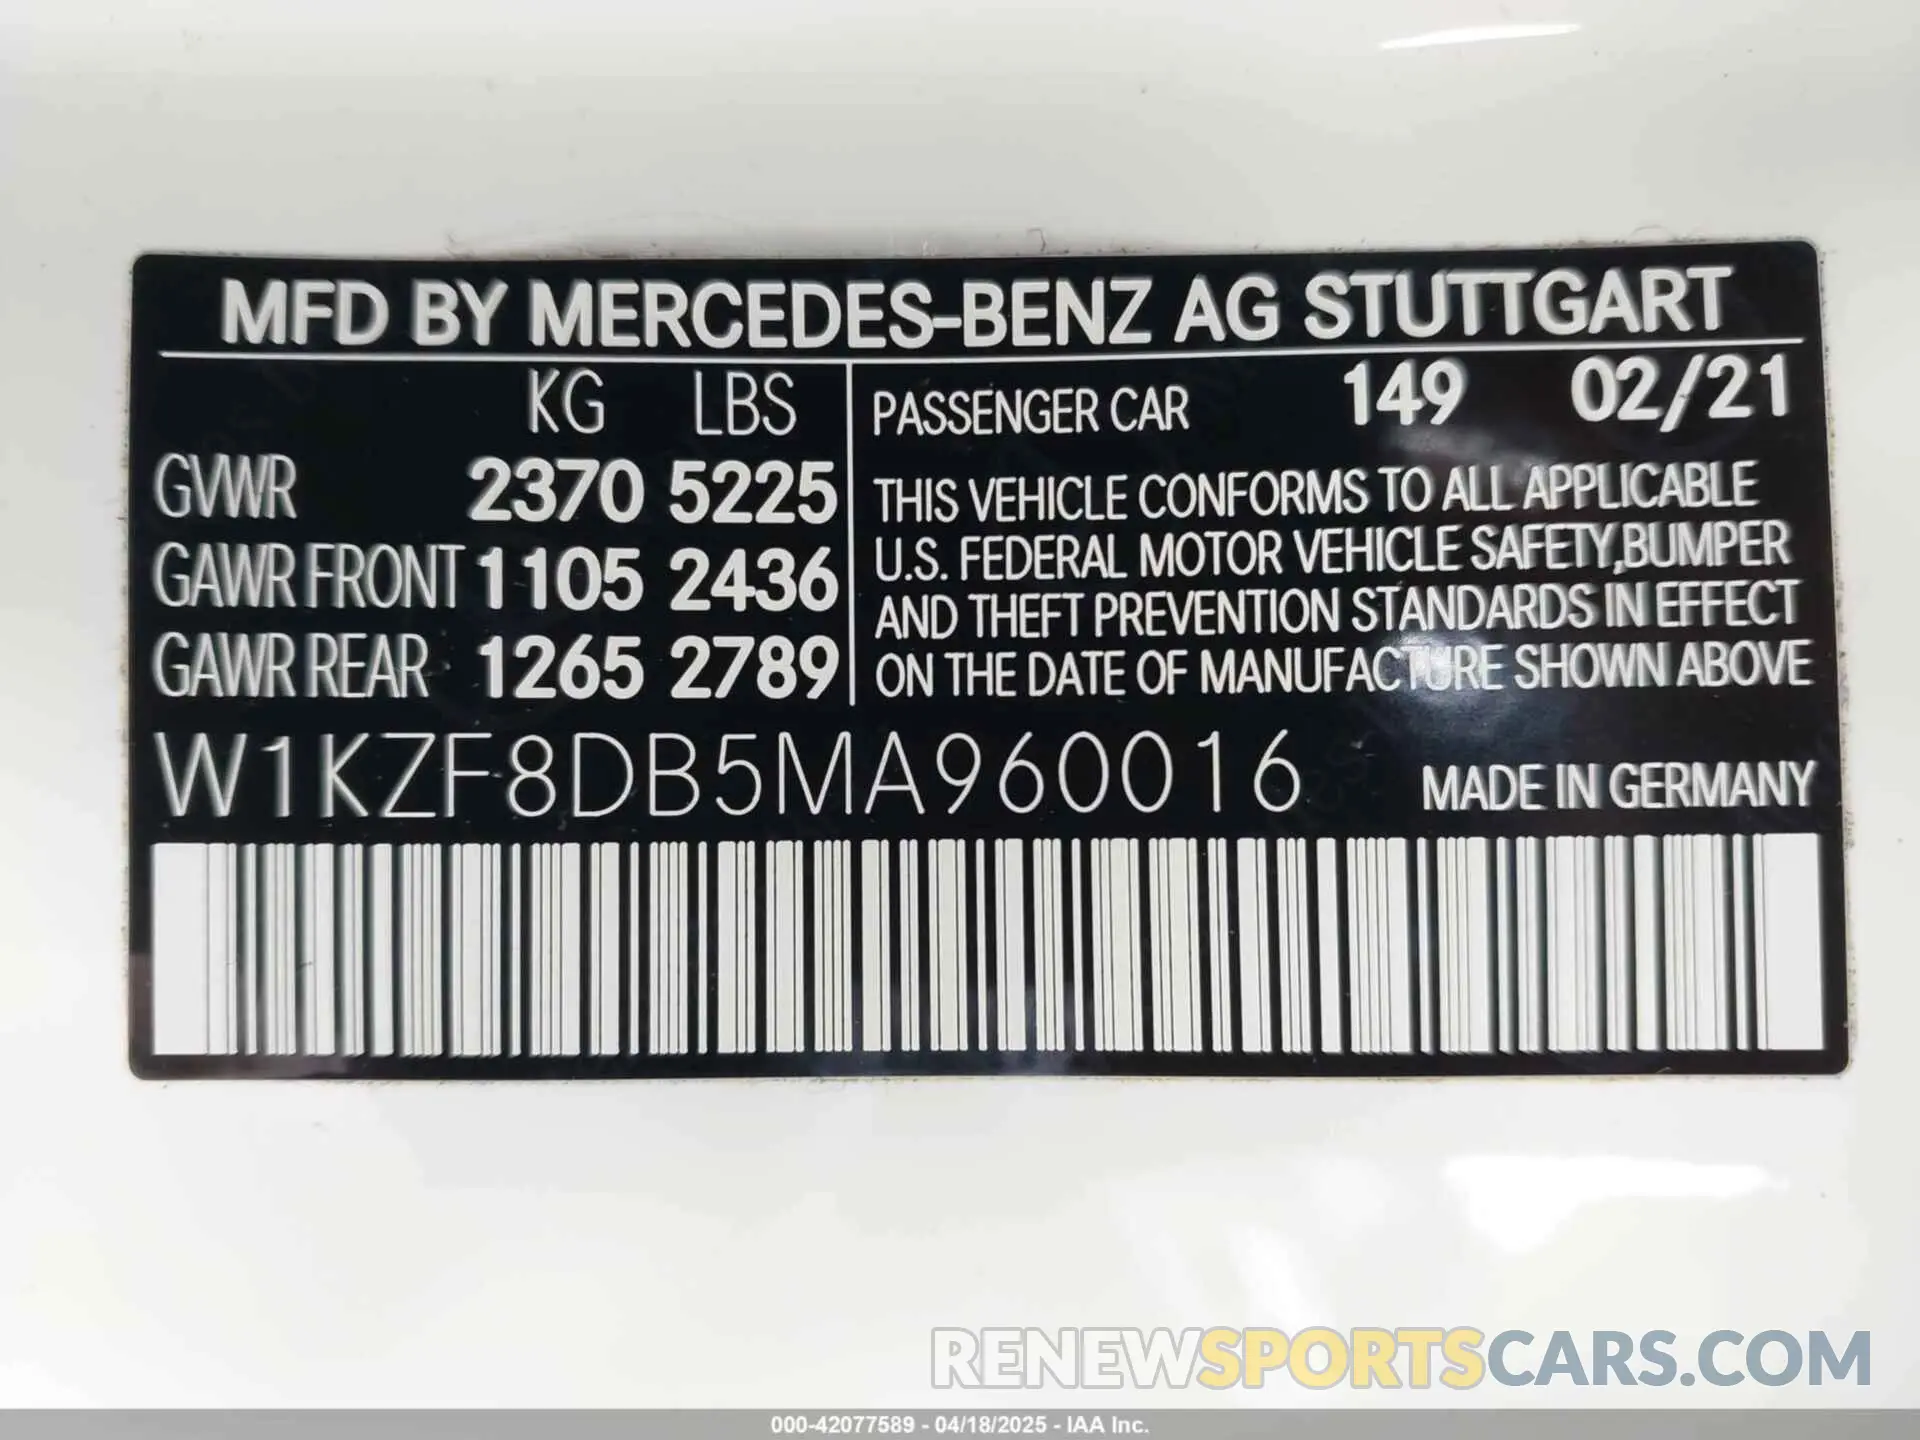 MFD BY MERCEDES-BENZ AG STUTTGART
KG LBS
GVWR 2370 5225
GAWR FRONT 1105 2436
GAWR REAR 1265 2789
PASSENGER CAR 149 02/21
THIS VEHICLE CONFORMS TO ALL APPLICABLE
U.S. FEDERAL MOTOR VEHICLE SAFETY,BUMPER
AND THEFT PREVENTION STANDARDS IN EFFECT
ON THE DATE OF MANUFACTURE SHOWN ABOVE
W1KZF8DB5MA960016 MADE IN GERMANY
RENEWSPORTSCARS.COM
000-42077589 - 04/18/2025 - IAA Inc.